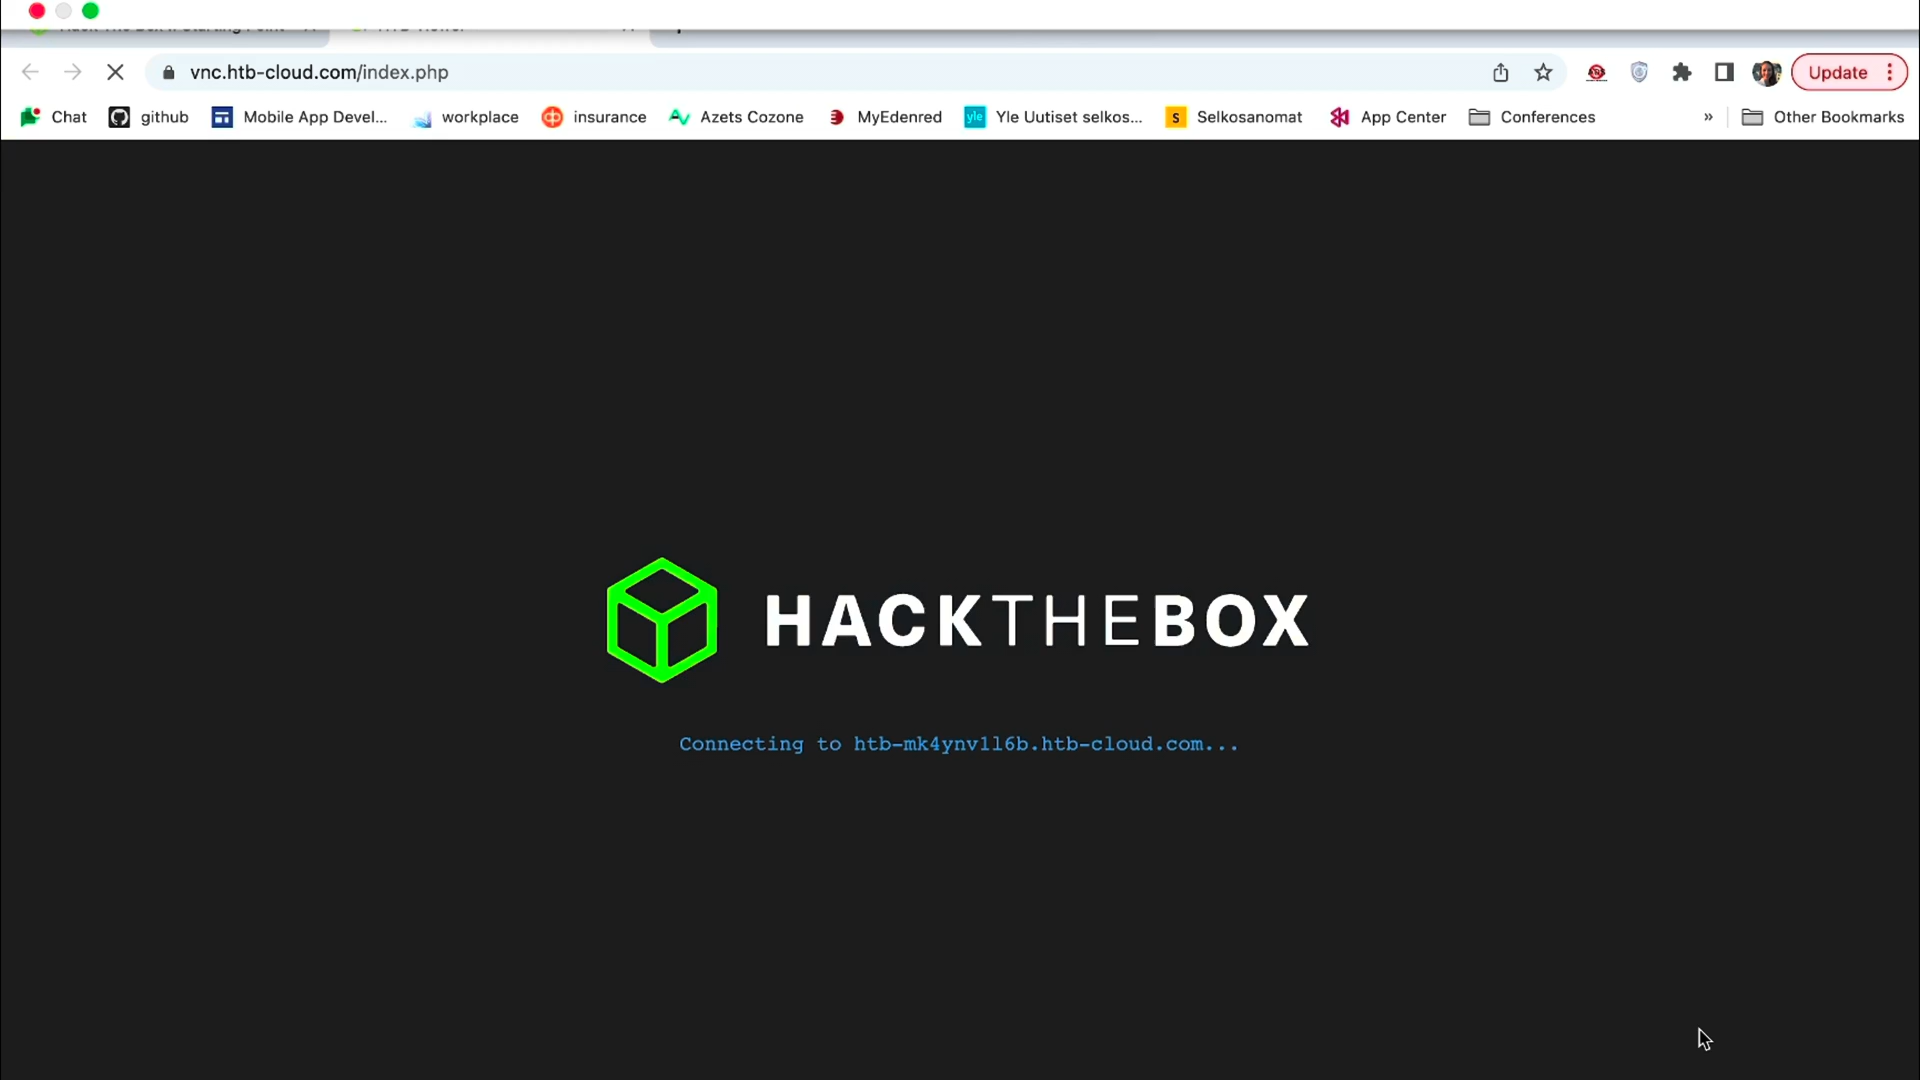 vnc.htb-cloud.com/index.php
Update
Chat github Mobile App Devel... workplace insurance Azets Cozone MyEdenred yle Yle Uutiset selkos... S Selkosanomat App Center Conferences » Other Bookmarks
HACKTHEBOX
Connecting to htb-mk4ynv1l6b.htb-cloud.com...